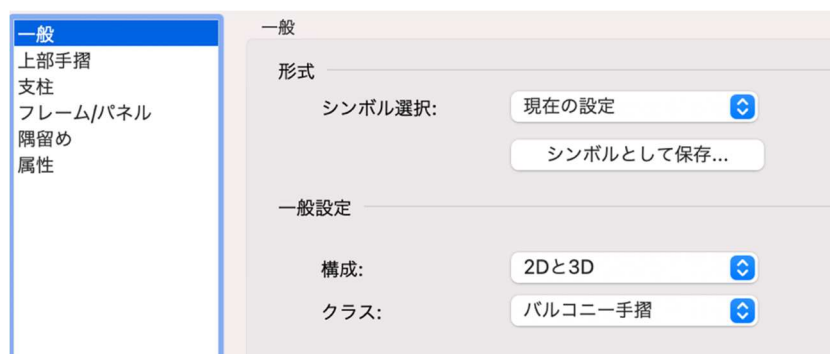 一般
上部手摺
支柱
フレーム/パネル
隅留め
属性
一般
形式
シンボル選択: 現在の設定
シンボルとして保存...
一般設定
構成: 2Dと3D
クラス: バルコニー手摺